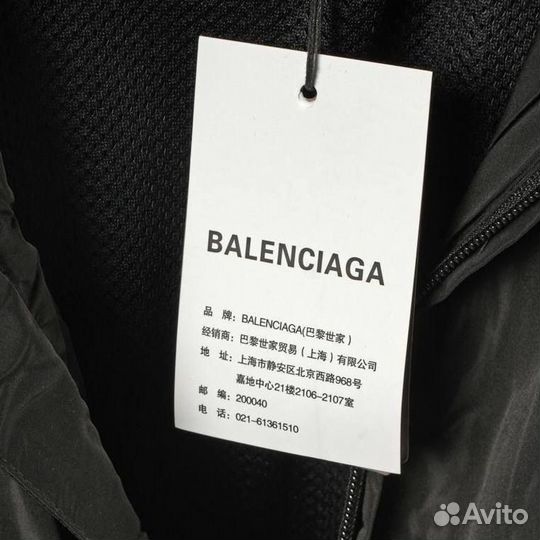 BALENCIAGA
品 牌: BALENCIAGA(巴黎世家)
经销商: 巴黎世家贸易(上海)有限公司
地 址: 上海市静安区北京西路968号
嘉地中心21楼2106-2107室
邮 编: 200040
电 话: 021-61361510
Avito